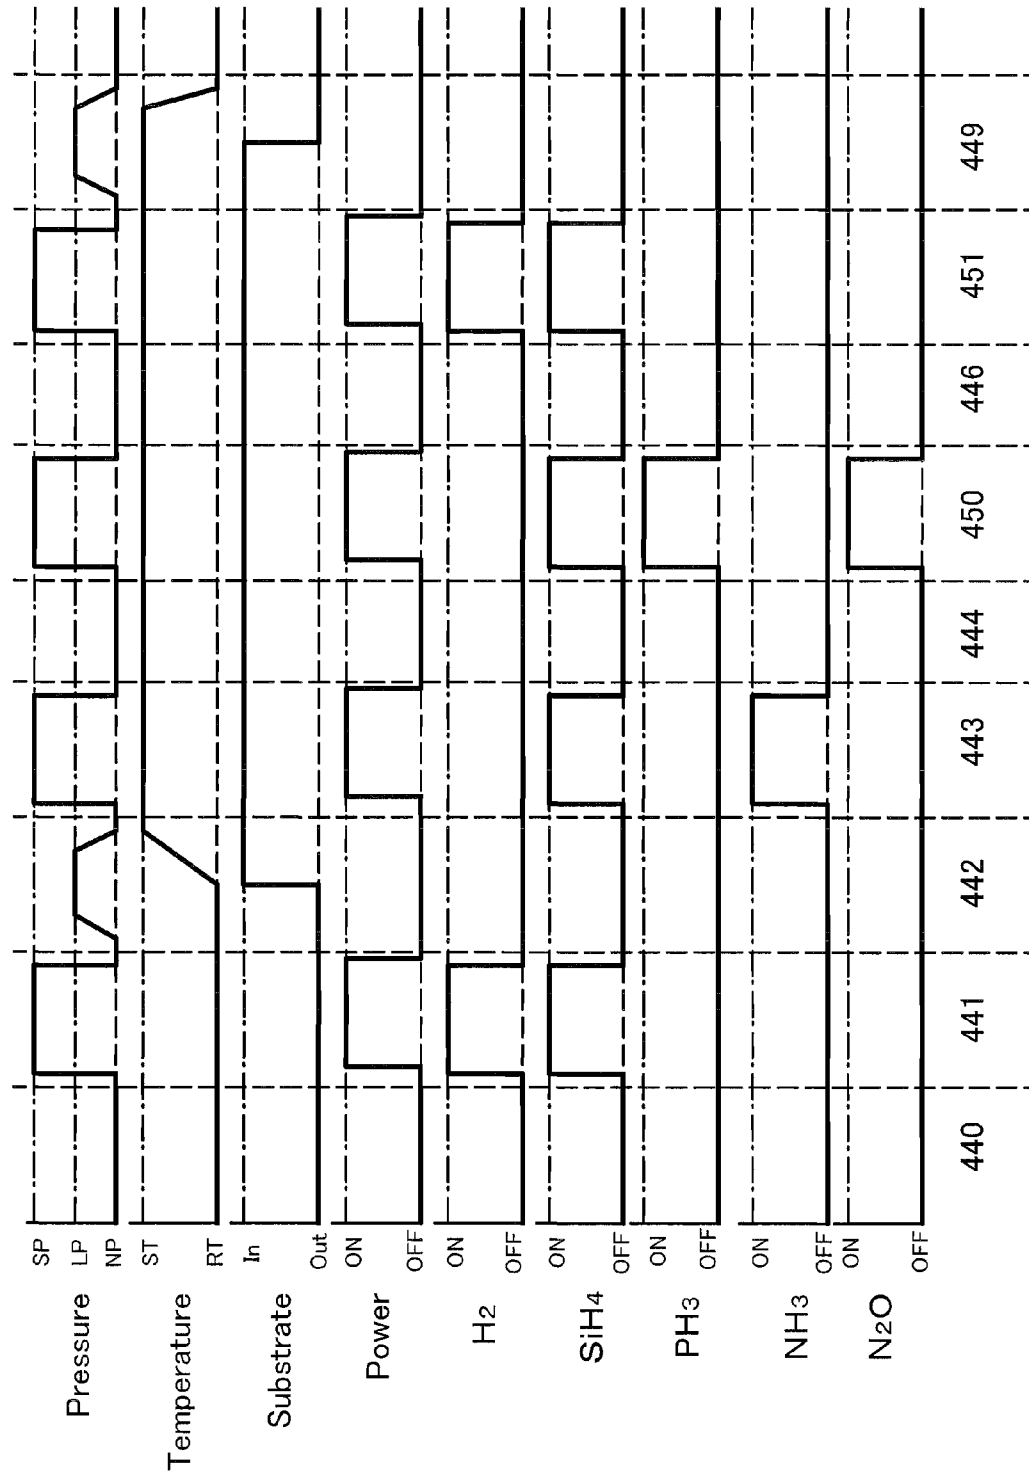 Pressure
SP
LP
NP
Temperature
ST
RT
Substrate
In
Out
Power
ON
OFF
H2
ON
OFF
SiH4
ON
OFF
PH3
ON
OFF
NH3
ON
OFF
N2O
ON
OFF
440 441 442 443 444 450 446 451 449